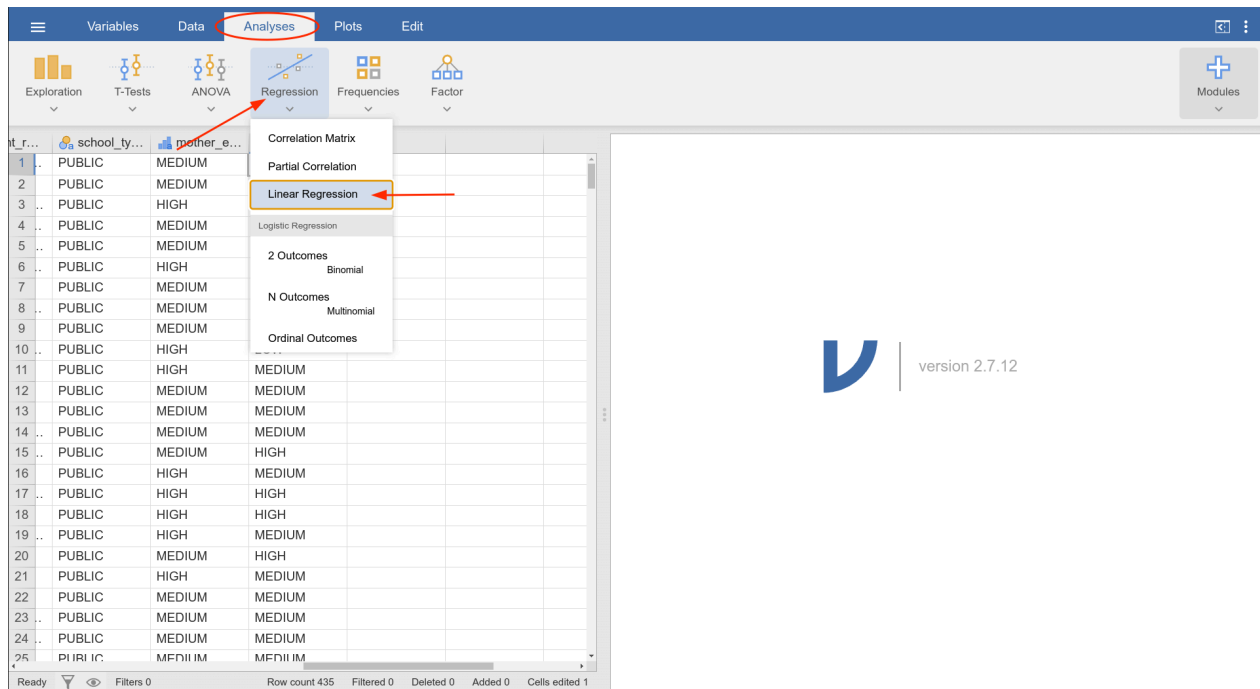 Variables Data Analyses Plots Edit
Exploration T-Tests ANOVA Regression Frequencies Factor Modules
nt_r... school_ty... mother_e...
Correlation Matrix
Partial Correlation
Linear Regression
Logistic Regression
2 Outcomes
Binomial
N Outcomes
Multinomial
Ordinal Outcomes
1 .. PUBLIC MEDIUM
2 PUBLIC MEDIUM
3 .. PUBLIC HIGH
4 .. PUBLIC MEDIUM
5 .. PUBLIC MEDIUM
6 .. PUBLIC HIGH
7 PUBLIC MEDIUM
8 .. PUBLIC MEDIUM
9 PUBLIC MEDIUM
10 .. PUBLIC HIGH
11 PUBLIC HIGH MEDIUM
12 PUBLIC MEDIUM MEDIUM
13 PUBLIC MEDIUM MEDIUM
14 .. PUBLIC MEDIUM MEDIUM
15 .. PUBLIC MEDIUM HIGH
16 PUBLIC HIGH MEDIUM
17 .. PUBLIC HIGH HIGH
18 PUBLIC HIGH HIGH
19 .. PUBLIC HIGH MEDIUM
20 PUBLIC MEDIUM HIGH
21 PUBLIC HIGH MEDIUM
22 PUBLIC MEDIUM MEDIUM
23 .. PUBLIC MEDIUM MEDIUM
24 .. PUBLIC MEDIUM MEDIUM
25 PUBLIC MEDIUM MEDIUM
version 2.7.12
Ready Filters 0 Row count 435 Filtered 0 Deleted 0 Added 0 Cells edited 1